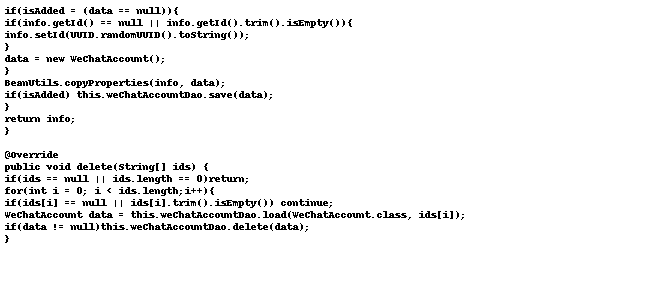 if(isAdded = (data == null)){
if(info.getId() == null || info.getId().trim().isEmpty()){
info.setId(UUID.randomUUID().toString());
}
data = new WeChatAccount();
}
BeanUtils.copyProperties(info, data);
if(isAdded) this.weChatAccountDao.save(data);
}
return info;
}
@Override
public void delete(String[] ids) {
if(ids == null || ids.length == 0)return;
for(int i = 0; i < ids.length;i++){
if(ids[i] == null || ids[i].trim().isEmpty()) continue;
WeChatAccount data = this.weChatAccountDao.load(WeChatAccount.class, ids[i]);
if(data != null)this.weChatAccountDao.delete(data);
}